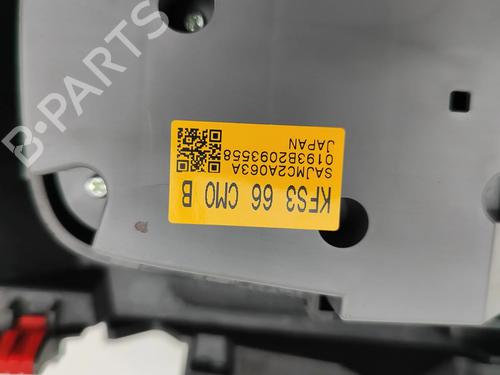 KFS3 66 CM0 B
SAJMC2A063A
0193B2093558
JAPAN
B-PARTS